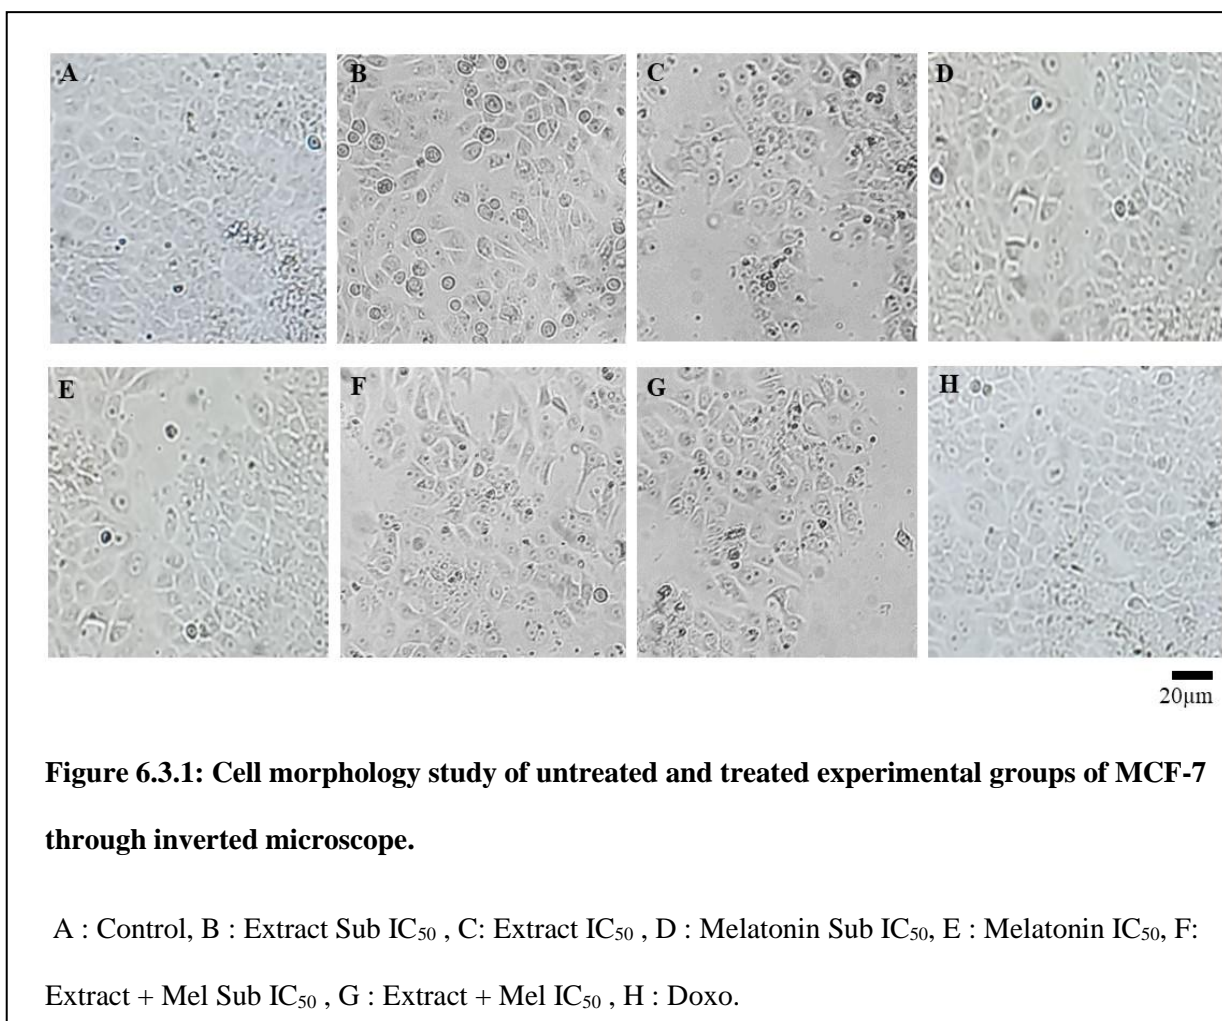 A B C D
E F G H
20μm
Figure 6.3.1: Cell morphology study of untreated and treated experimental groups of MCF-7
through inverted microscope.
A : Control, B : Extract Sub IC₅₀ , C: Extract IC₅₀ , D : Melatonin Sub IC₅₀, E : Melatonin IC₅₀, F:
Extract + Mel Sub IC₅₀ , G : Extract + Mel IC₅₀ , H : Doxo.